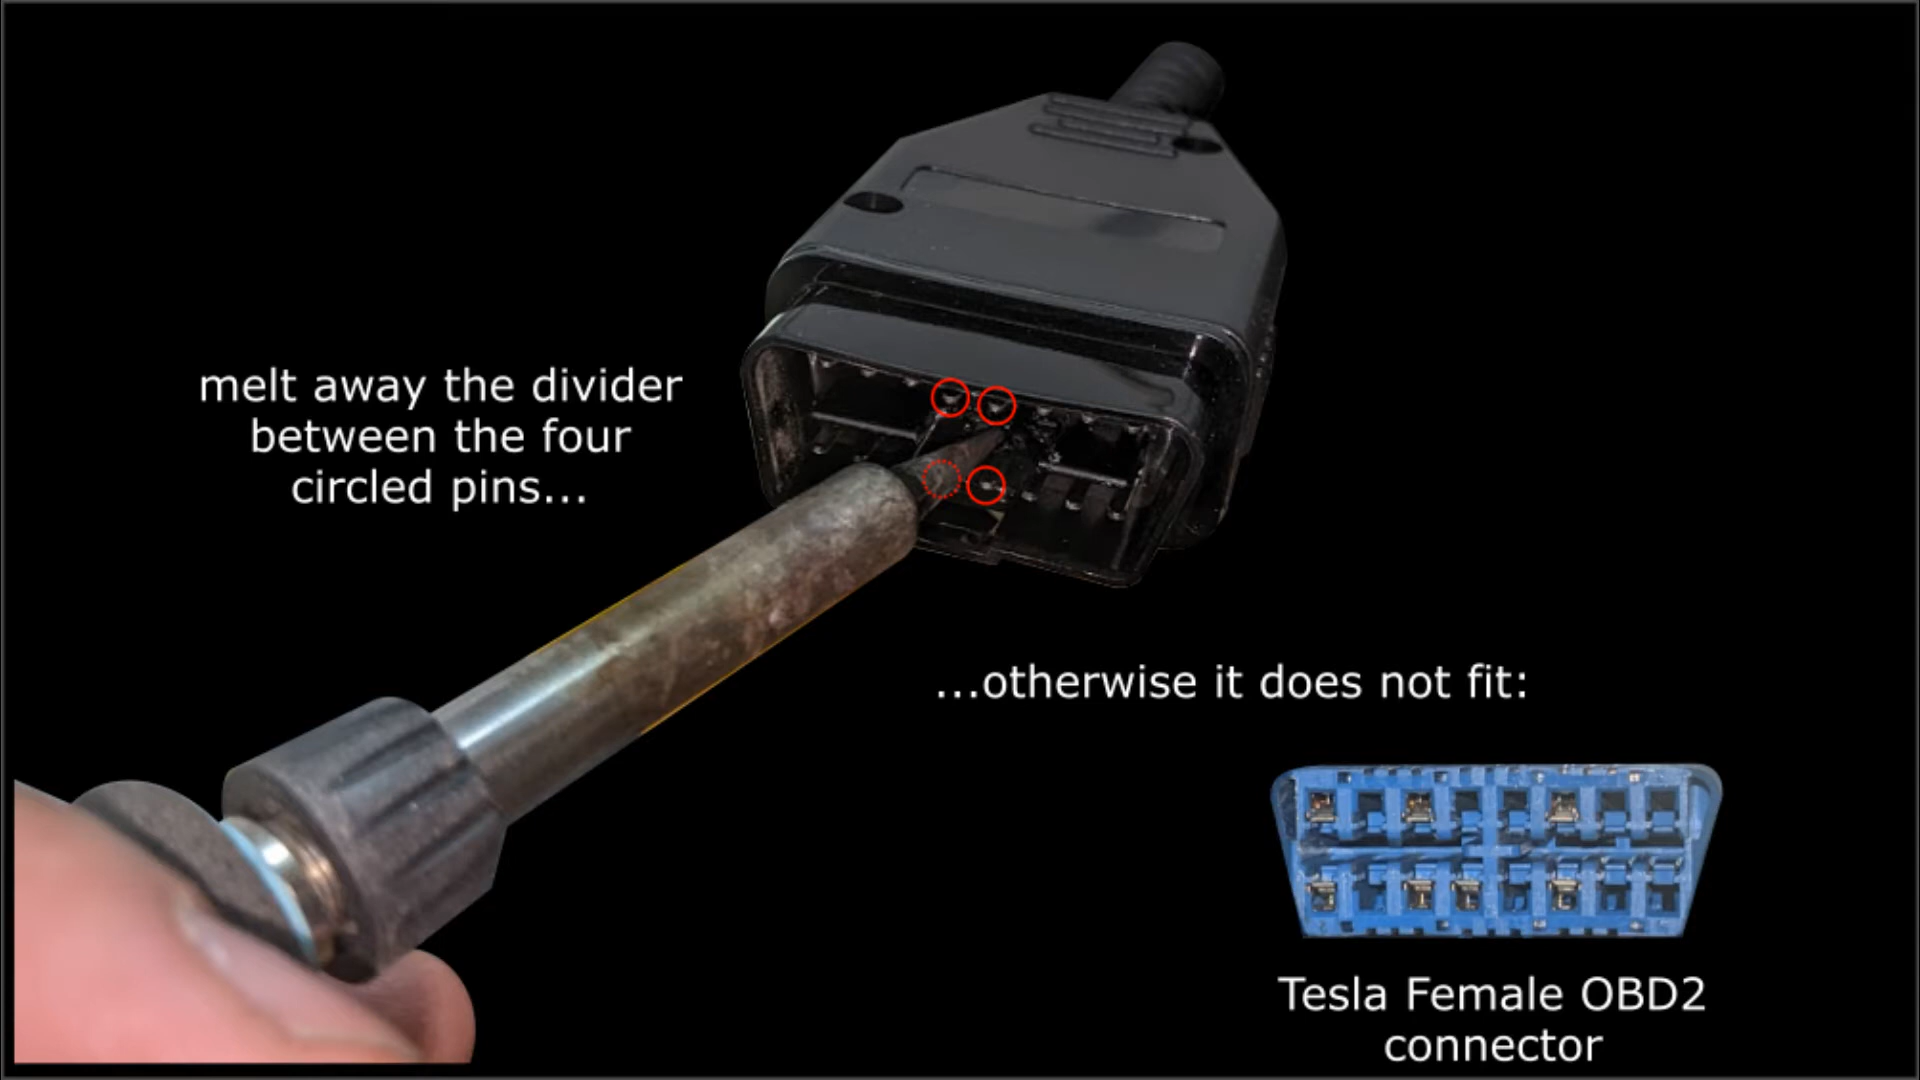 melt away the divider
between the four
circled pins...
...otherwise it does not fit:
Tesla Female OBD2
connector